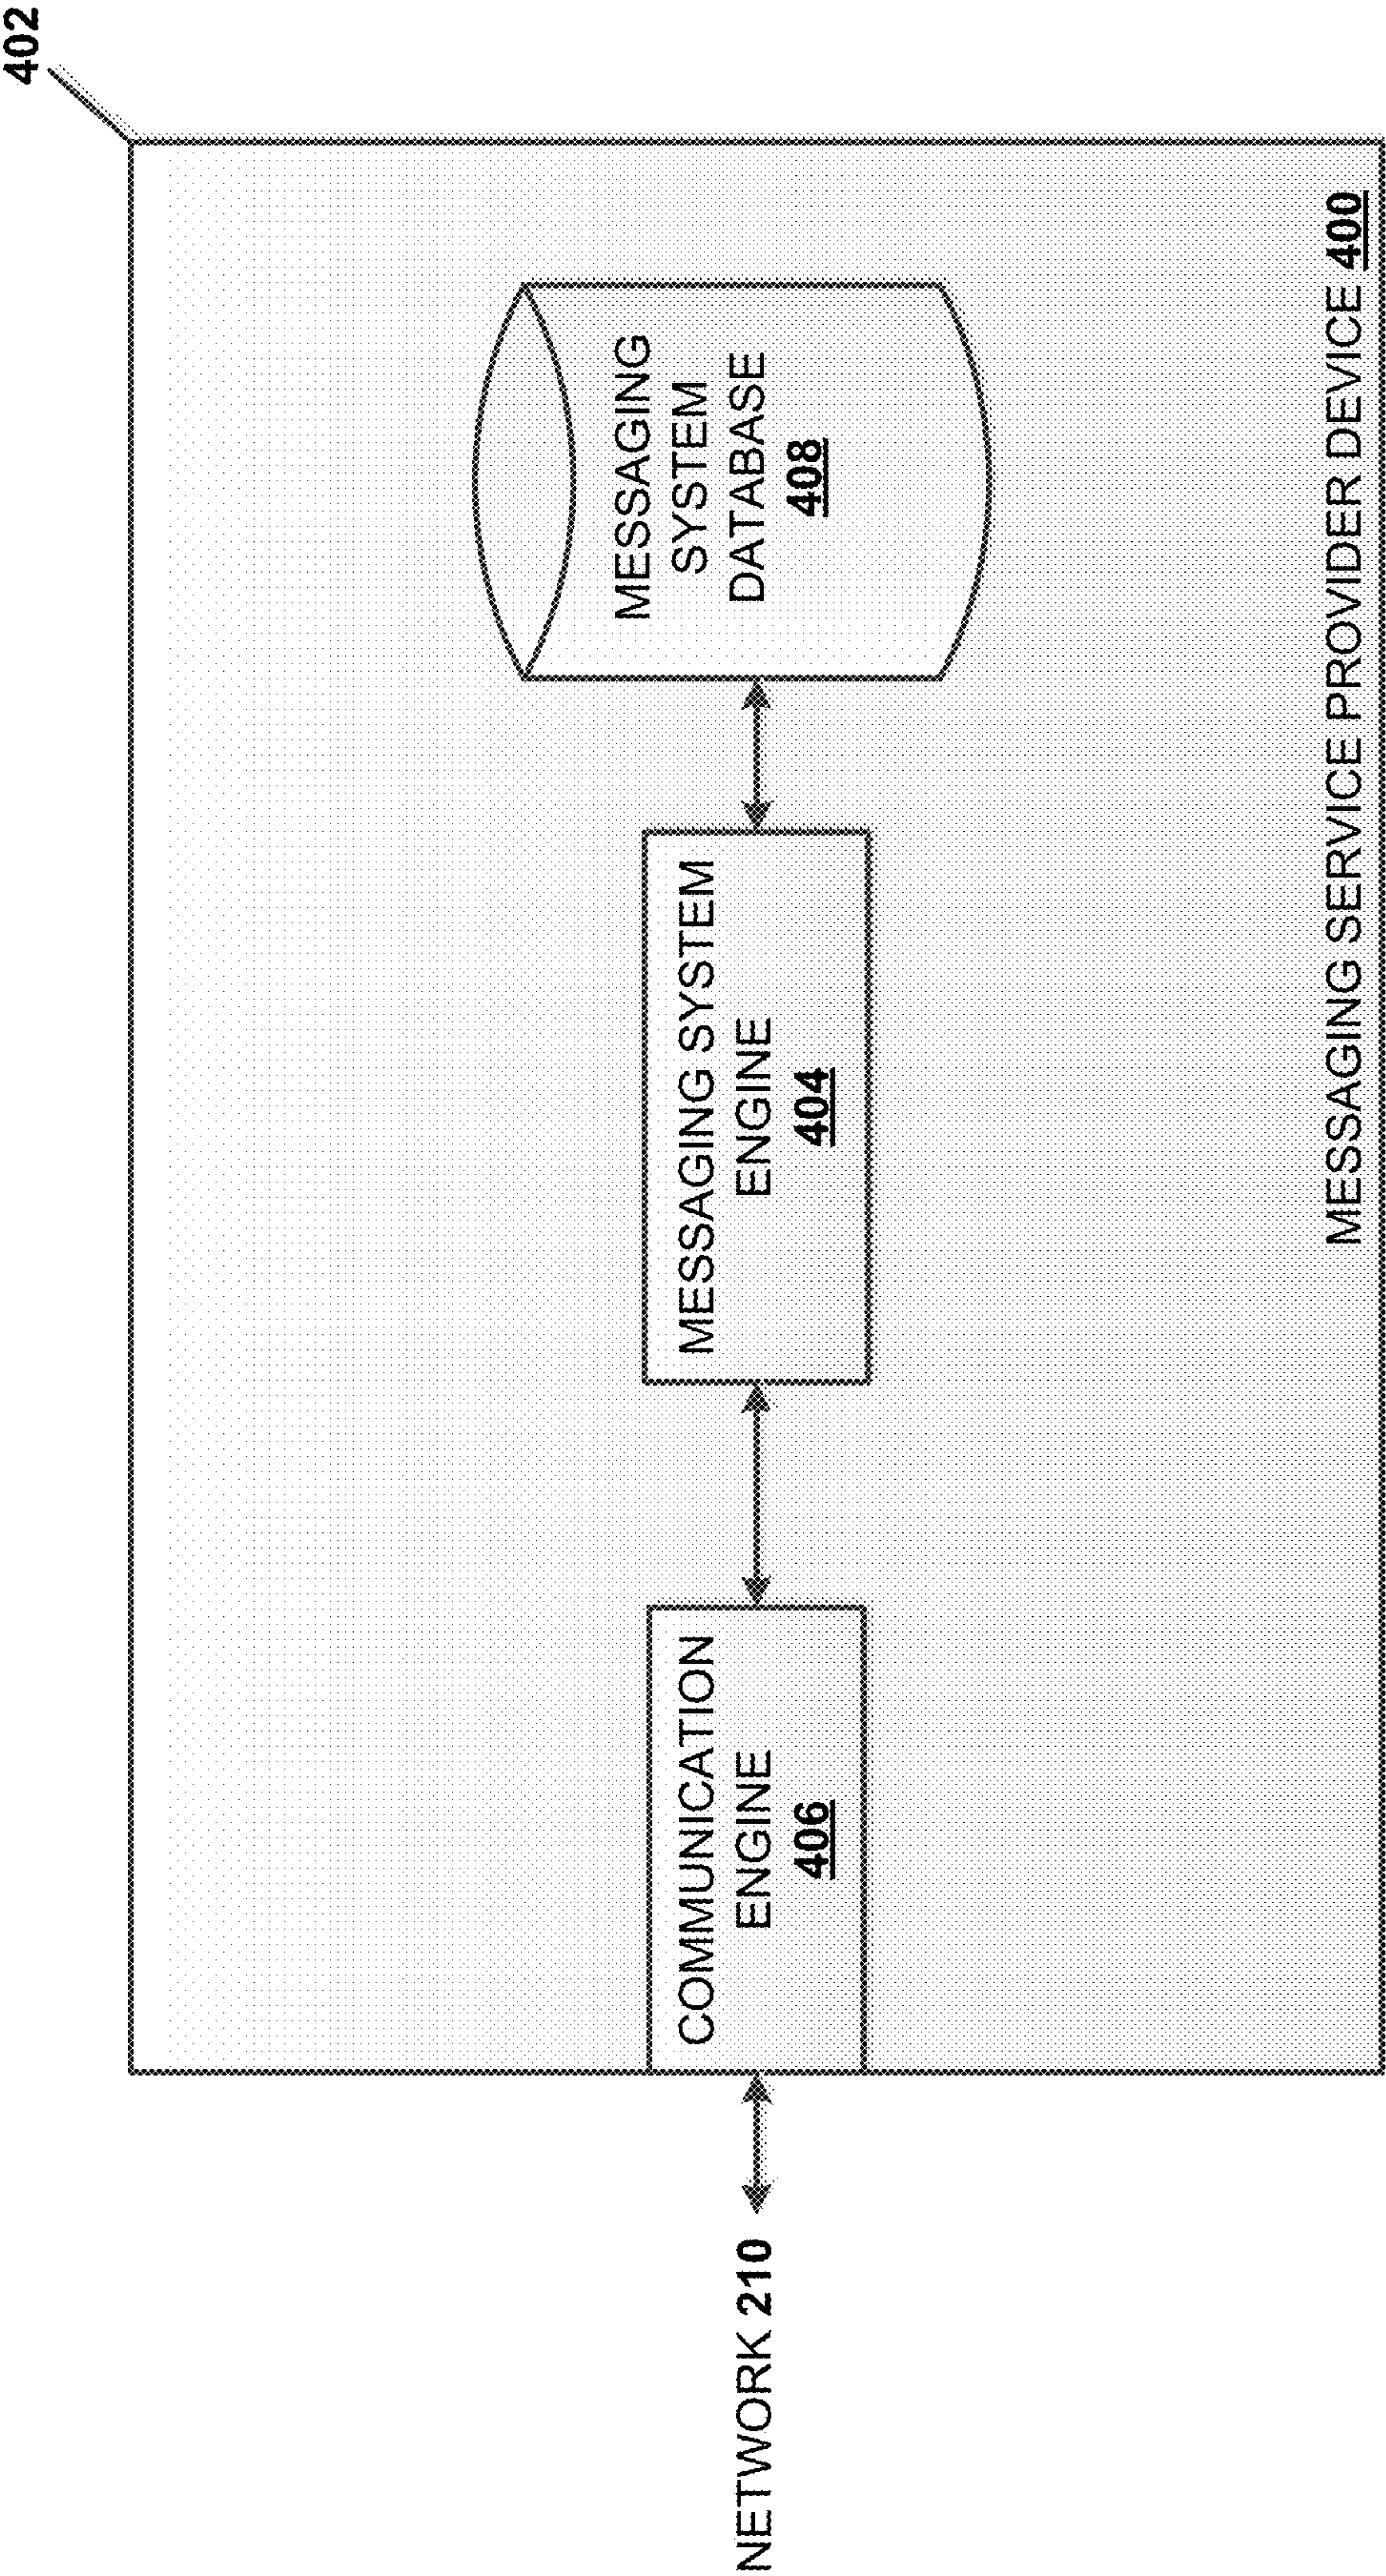 402
MESSAGING
SYSTEM
DATABASE
408
MESSAGING SYSTEM
ENGINE
404
COMMUNICATION
ENGINE
406
NETWORK 210
MESSAGING SERVICE PROVIDER DEVICE 400